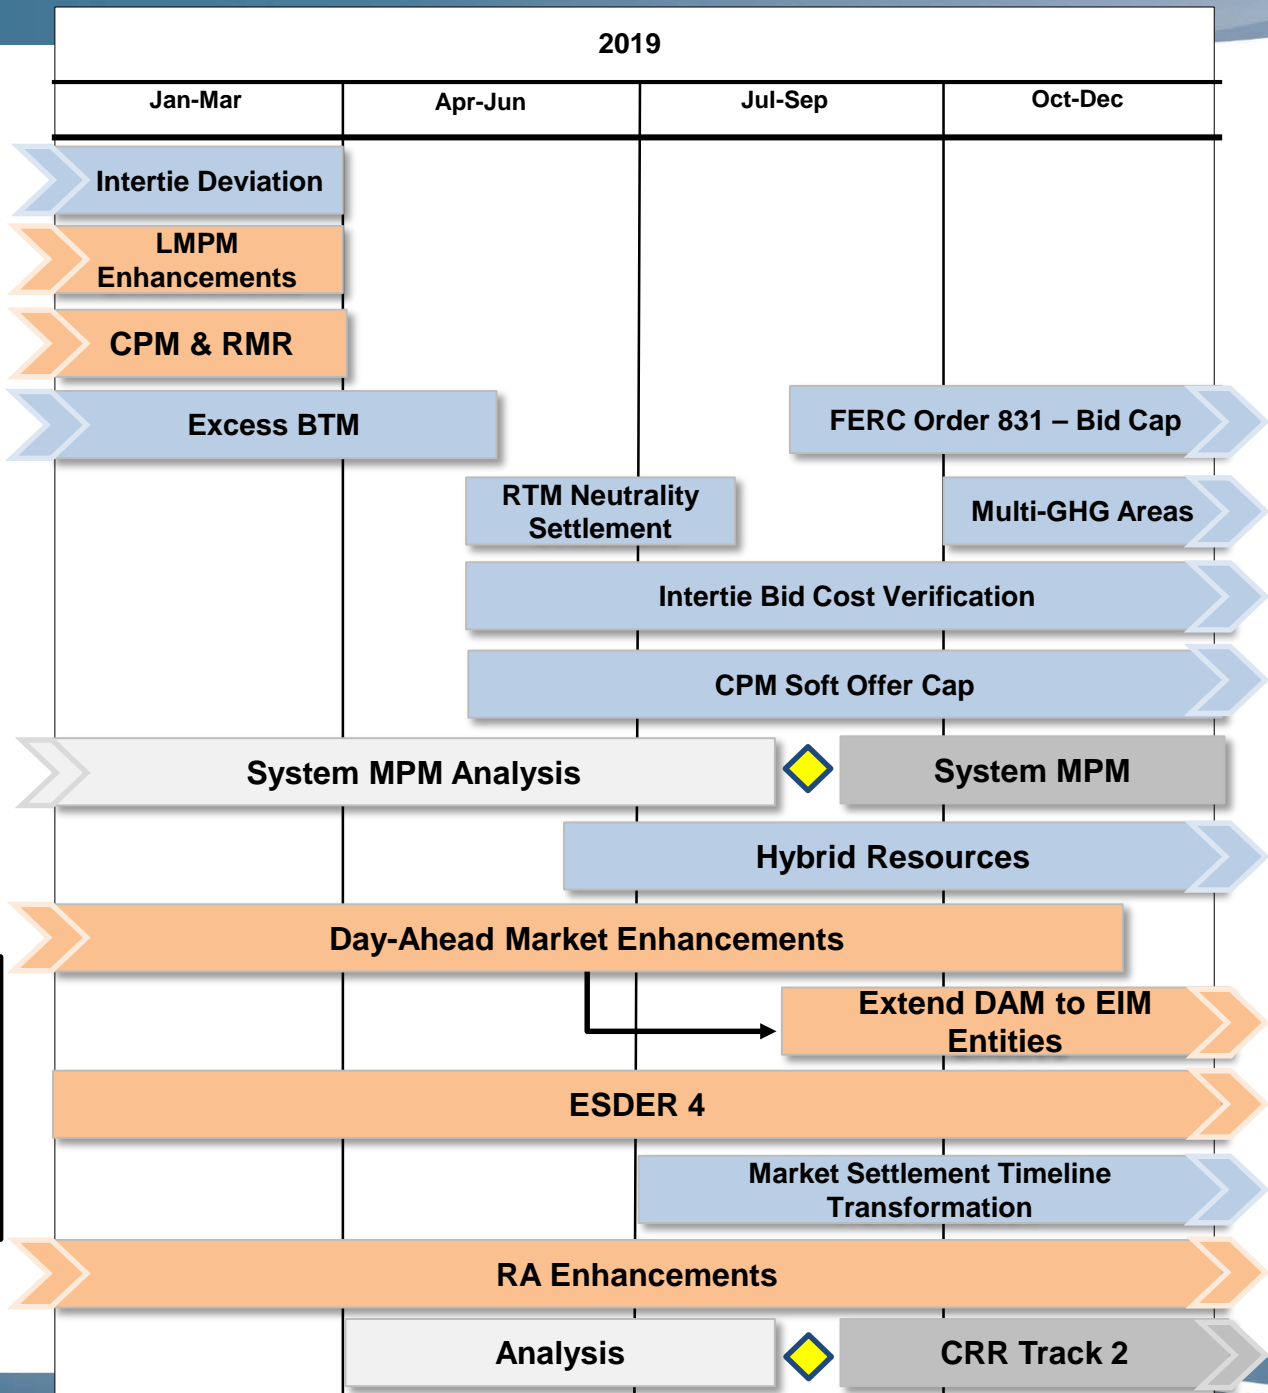 2019
Jan-Mar
Apr-Jun
Jul-Sep
Oct-Dec
Intertie Deviation
LMPM
Enhancements
CPM & RMR
Excess BTM
FERC Order 831 – Bid Cap
RTM Neutrality
Settlement
Multi-GHG Areas
Intertie Bid Cost Verification
CPM Soft Offer Cap
System MPM Analysis
System MPM
Hybrid Resources
Day-Ahead Market Enhancements
Extend DAM to EIM
Entities
ESDER 4
Market Settlement Timeline
Transformation
RA Enhancements
Analysis
CRR Track 2